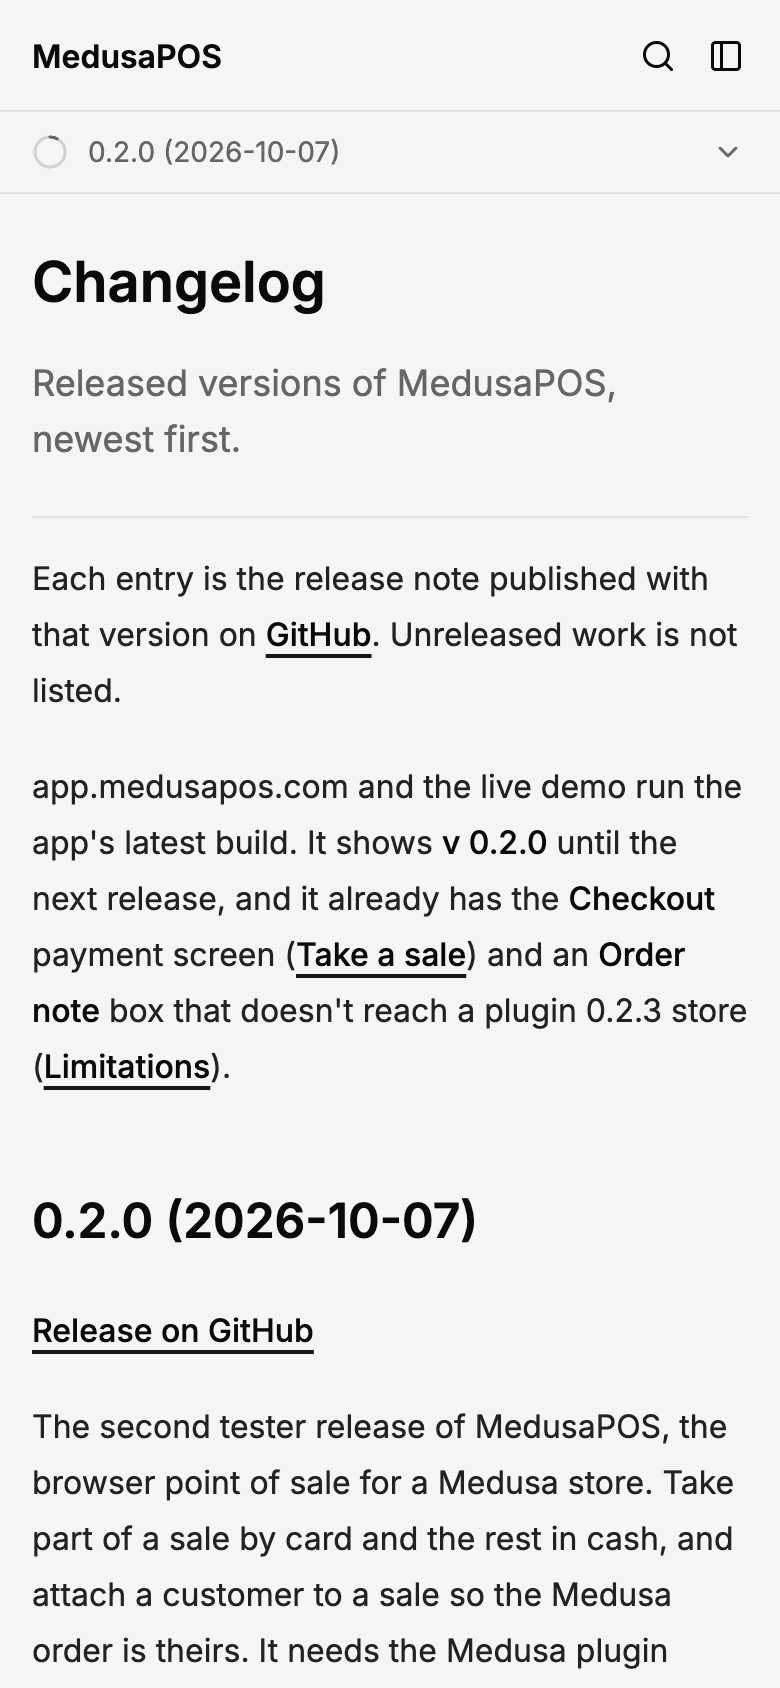 MedusaPOS
0.2.0 (2026-10-07)
Changelog
Released versions of MedusaPOS,
newest first.
Each entry is the release note published with
that version on GitHub. Unreleased work is not
listed.
app.medusapos.com and the live demo run the
app's latest build. It shows v 0.2.0 until the
next release, and it already has the Checkout
payment screen (Take a sale) and an Order
note box that doesn't reach a plugin 0.2.3 store
(Limitations).
0.2.0 (2026-10-07)
Release on GitHub
The second tester release of MedusaPOS, the
browser point of sale for a Medusa store. Take
part of a sale by card and the rest in cash, and
attach a customer to a sale so the Medusa
order is theirs. It needs the Medusa plugin